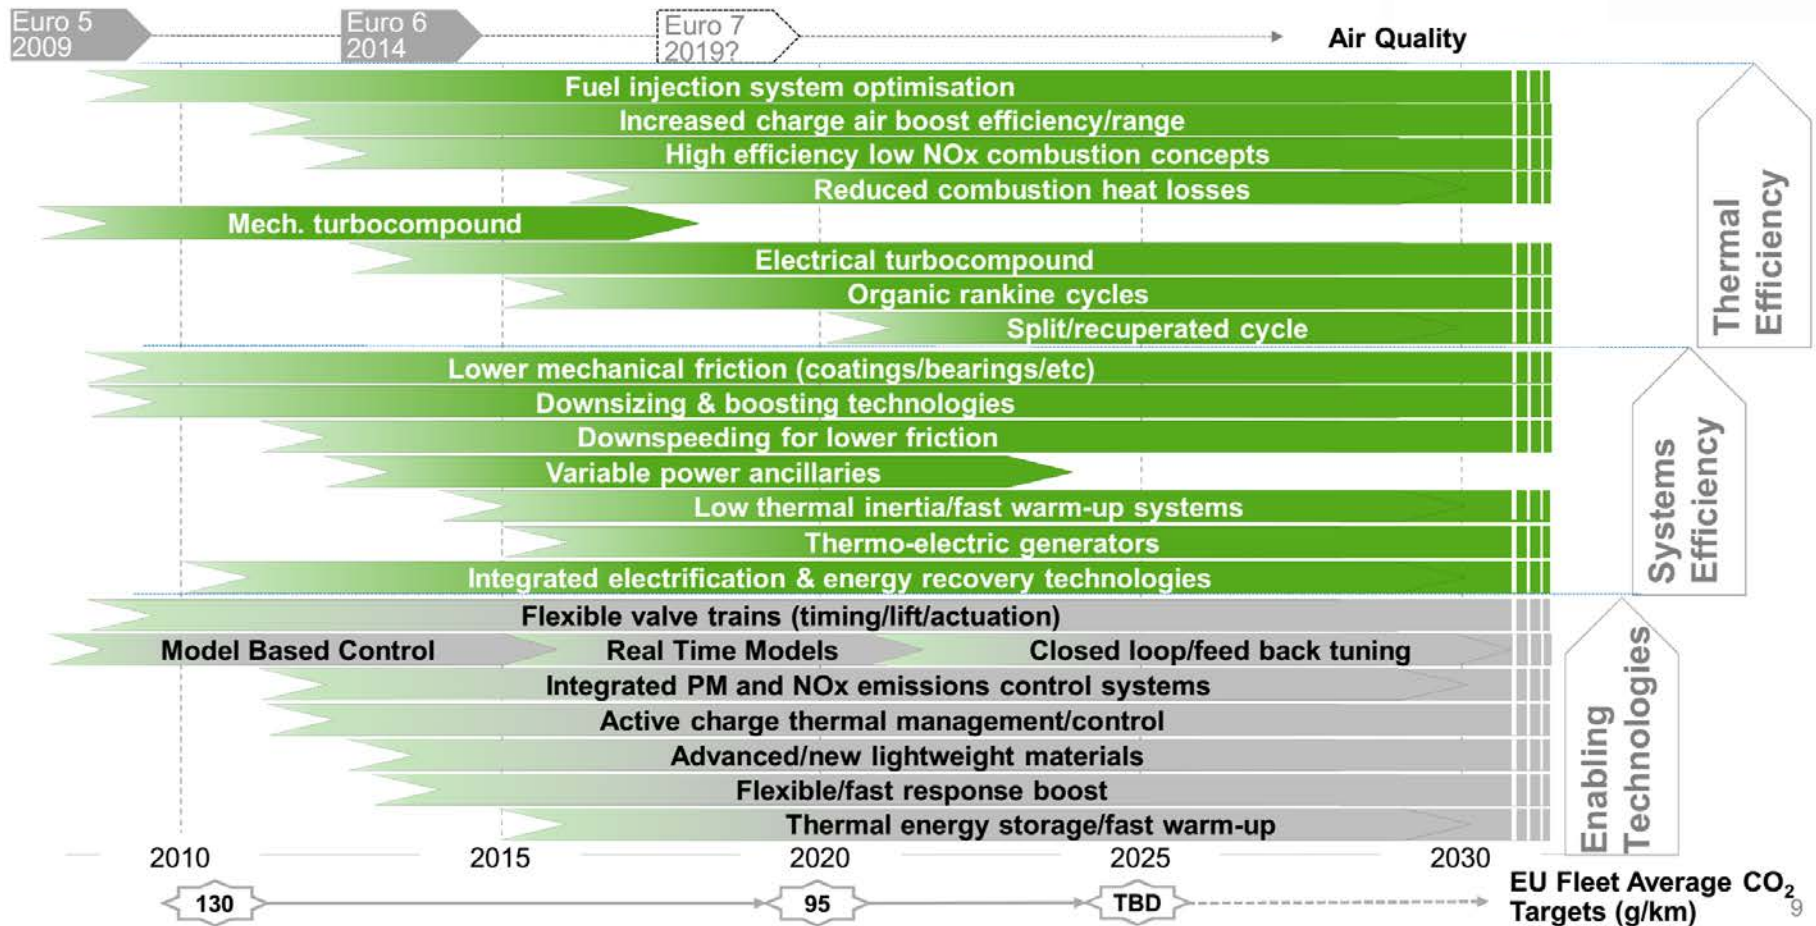 Euro 5
2009
Euro 6
2014
Euro 7
2019?
Air Quality
Fuel injection system optimisation
Increased charge air boost efficiency/range
High efficiency low NOx combustion concepts
Reduced combustion heat losses
Mech. turbocompound
Electrical turbocompound
Organic rankine cycles
Split/recuperated cycle
Thermal
Efficiency
Lower mechanical friction (coatings/bearings/etc)
Downsizing & boosting technologies
Downspeeding for lower friction
Variable power ancillaries
Low thermal inertia/fast warm-up systems
Thermo-electric generators
Integrated electrification & energy recovery technologies
Systems
Efficiency
Flexible valve trains (timing/lift/actuation)
Model Based Control Real Time Models Closed loop/feed back tuning
Integrated PM and NOx emissions control systems
Active charge thermal management/control
Advanced/new lightweight materials
Flexible/fast response boost
Thermal energy storage/fast warm-up
Enabling
Technologies
2010 2015 2020 2025 2030
130 95 TBD
EU Fleet Average CO2
Targets (g/km)
9